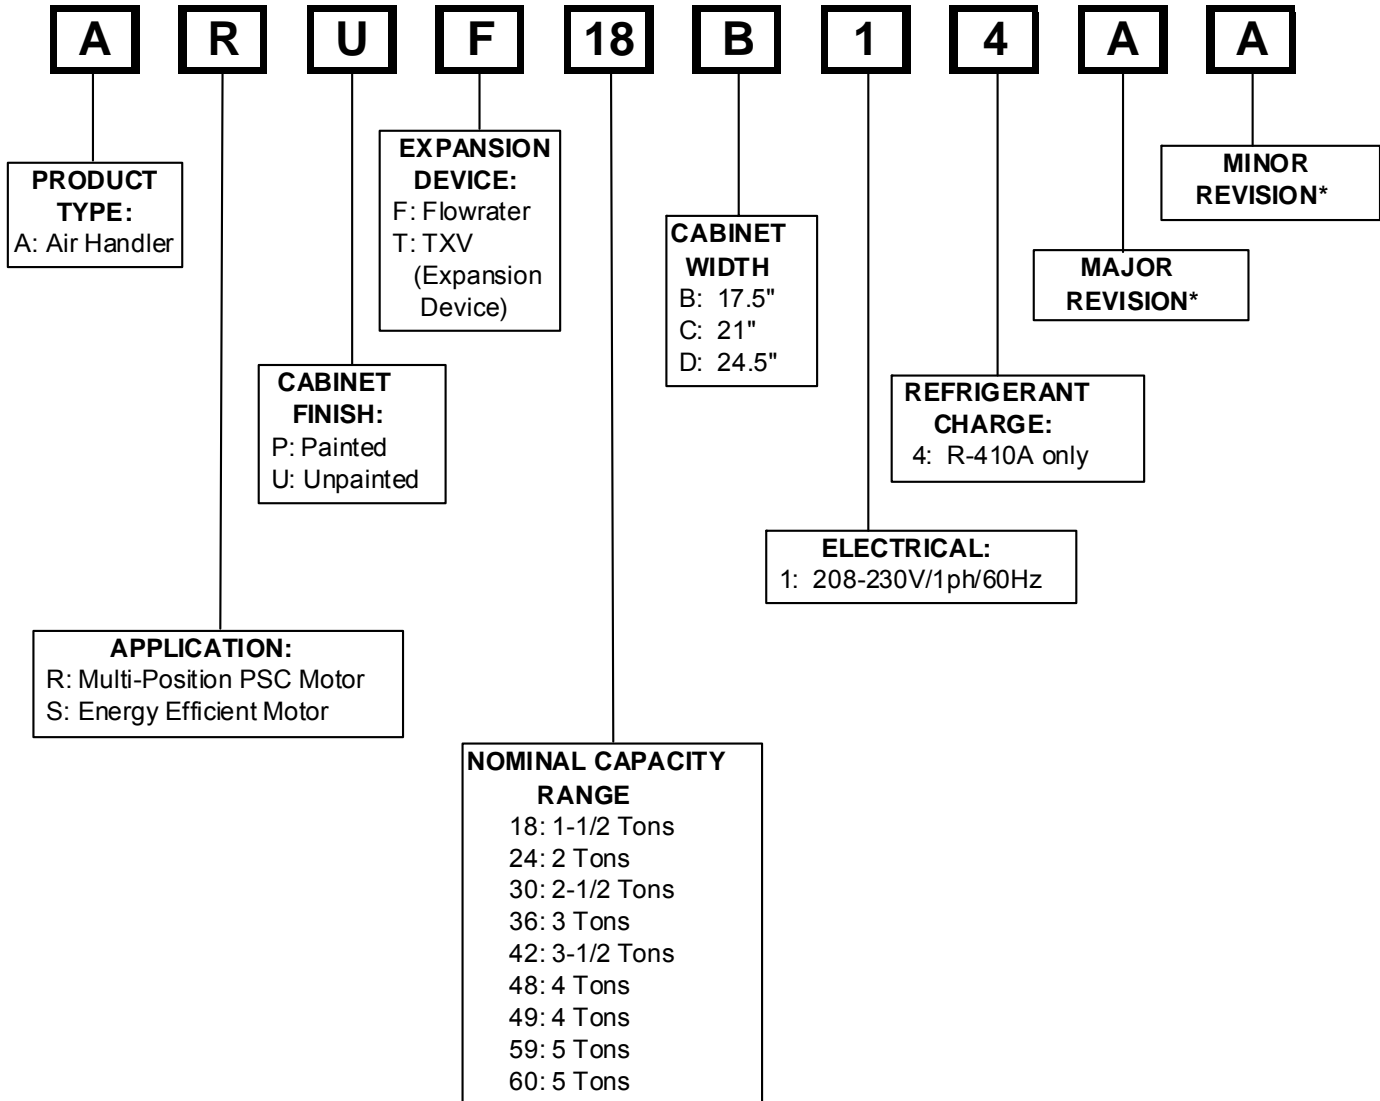 A R U F 18 B 1 4 A A
PRODUCT
TYPE:
A: Air Handler
EXPANSION
DEVICE:
F: Flowrater
T: TXV
(Expansion
Device)
CABINET
WIDTH
B: 17.5"
C: 21"
D: 24.5"
MINOR
REVISION*
MAJOR
REVISION*
CABINET
FINISH:
P: Painted
U: Unpainted
REFRIGERANT
CHARGE:
4: R-410A only
ELECTRICAL:
1: 208-230V/1ph/60Hz
APPLICATION:
R: Multi-Position PSC Motor
S: Energy Efficient Motor
NOMINAL CAPACITY
RANGE
18: 1-1/2 Tons
24: 2 Tons
30: 2-1/2 Tons
36: 3 Tons
42: 3-1/2 Tons
48: 4 Tons
49: 4 Tons
59: 5 Tons
60: 5 Tons